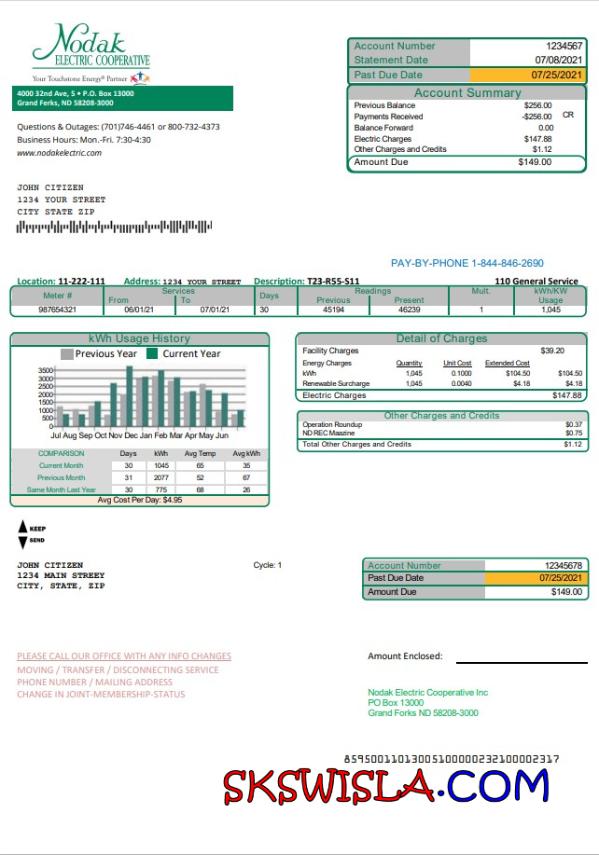 Nodak
ELECTRIC COOPERATIVE
Your Touchstone Energy® Partner
4000 32nd Ave, S • P.O. Box 13000
Grand Ferks, ND 58208-3000
Questions & Outages: (701)746-4461 or 800-732-4373
Business Hours: Mon.-Fri. 7:30-4:30
www.nodakelectric.com
Account Number 1234567
Statement Date 07/08/2021
Past Due Date 07/25/2021
Account Summary
Previous Balance $256.00
Payments Received -$256.00 CR
Balance Forward 0.00
Electric Charges $147.88
Other Charges and Credits $1.12
Amount Due $149.00
JOHN CITIZEN
1234 YOUR STREET
CITY STATE ZIP
PAY-BY-PHONE 1-844-846-2690
Location: 11-222-111 Address: 1234 YOUR STREET Description: T23-R55-S11 110 General Service
Meter # Services From To Days Readings Previous Present Mult. kWh/KW Usage
987654321 06/01/21 07/01/21 30 45194 46239 1 1,045
kWh Usage History
Previous Year Current Year
3500
3000
2500
2000
1500
1000
500
0
Jul Aug Sep Oct Nov Dec Jan Feb Mar Apr May Jun
COMPARISON Days kWh Avg Temp Avg kWh
Current Month 30 1045 65 35
Previous Month 31 2077 52 67
Same Month Last Year 30 775 68 26
Avg Cost Per Day: $4.95
Detail of Charges
Facility Charges $39.20
Energy Charges Quantity Unit Cost Extended Cost
kWh 1,045 0.1000 $104.50 $104.50
Renewable Surcharge 1,045 0.0040 $4.18 $4.18
Electric Charges $147.88
Other Charges and Credits
Operation Roundup $0.37
ND REC Maazine $0.75
Total Other Charges and Credits $1.12
KEEP
SEND
JOHN CITIZEN
1234 MAIN STREEY
CITY, STATE, ZIP
Cycle: 1
Account Number 12345678
Past Due Date 07/25/2021
Amount Due $149.00
PLEASE CALL OUR OFFICE WITH ANY INFO CHANGES
MOVING / TRANSFER / DISCONNECTING SERVICE
PHONE NUMBER / MAILING ADDRESS
CHANGE IN JOINT-MEMBERSHIP-STATUS
Amount Enclosed:
Nodak Electric Cooperative Inc
PO Box 13000
Grand Forks ND 58208-3000
8595001101300510000023210000​2317
SKSWISLA.COM